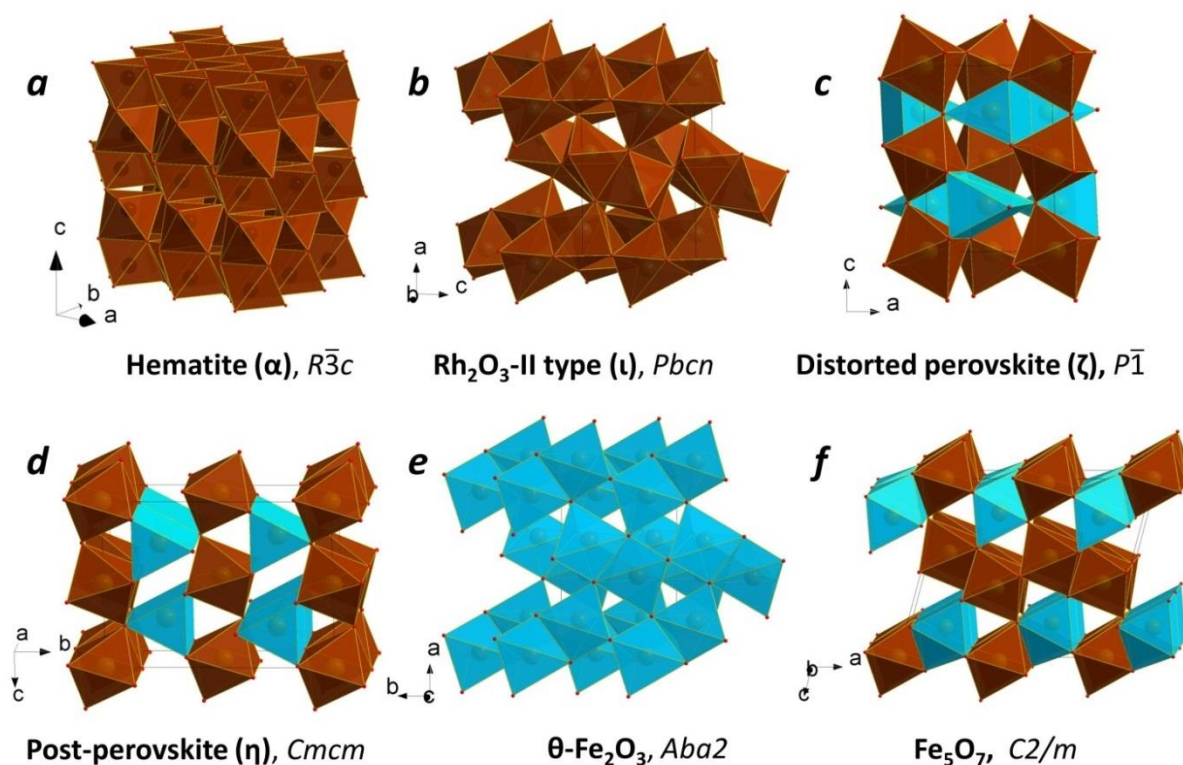 a
b
c
c
b
a
a
b
c
c
a
Hematite (α), R3̅c
Rh₂O₃-II type (ι), Pbcn
Distorted perovskite (ζ), P1̅
d
e
f
a
b
c
a
b
c
b
a
c
Post-perovskite (η), Cmcm
θ-Fe₂O₃, Aba2
Fe₅O₇, C2/m